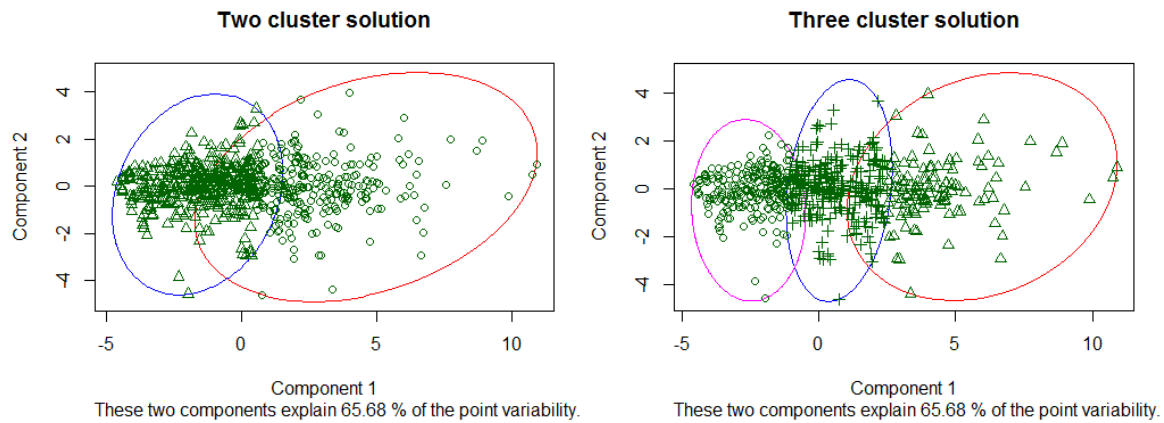 Two cluster solution
Component 2
4
2
0
-2
-4
-5
0
5
10
Component 1
These two components explain 65.68 % of the point variability.
Three cluster solution
Component 2
4
2
0
-2
-4
-5
0
5
10
Component 1
These two components explain 65.68 % of the point variability.